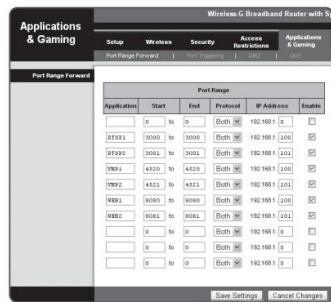 Wireless-G Broadband Router with Sp
Applications & Gaming
Setup Wireless Security Access Restrictions Applications & Gaming
Port Range Forward | Port Triggering | DMZ | QoS
Port Range Forward
Port Range
Application Start End Protocol IP Address Enable
0 to 0 Both 192.168.1. 0
RTSP1 3000 to 3000 Both 192.168.1. 100
RTSP2 3001 to 3001 Both 192.168.1. 101
VNP1 4520 to 4520 Both 192.168.1. 100
VNP2 4521 to 4521 Both 192.168.1. 101
WEB1 8080 to 8080 Both 192.168.1. 100
WEB2 8081 to 8081 Both 192.168.1. 101
0 to 0 Both 192.168.1. 0
0 to 0 Both 192.168.1. 0
0 to 0 Both 192.168.1. 0
Save Settings Cancel Changes